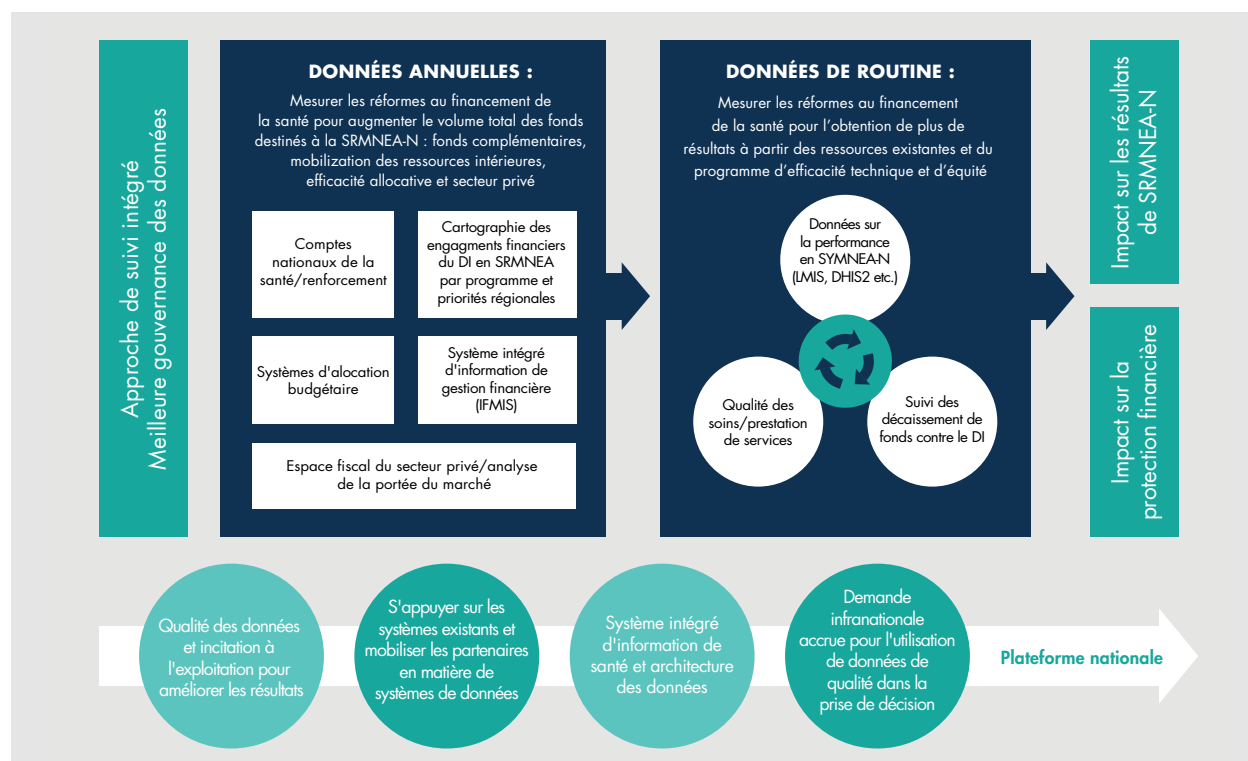 Approche de suivi intégré
Meilleure gouvernance des données
DONNÉES ANNUELLES :
Mesurer les réformes au financement de
la santé pour augmenter le volume total des fonds
destinés à la SRMNEA-N : fonds complémentaires,
mobilization des ressources intérieures,
efficacité allocative et secteur privé
Comptes
nationaux de la
santé/renforcement
Cartographie des
engagments financiers
du DI en SRMNEA
par programme et
priorités régionales
Systèmes d'alocation
budgétaire
Système intégré
d'information de
gestion financière
(IFMIS)
Espace fiscal du secteur privé/analyse
de la portée du marché
DONNÉES DE ROUTINE :
Mesurer les réformes au financement
de la santé pour l'obtention de plus de
résultats à partir des ressources existantes et du
programme d'efficacité technique et d'équité
Données sur
la performance
en SYMNEA-N
(LMIS, DHIS2 etc.)
Qualité des
soins/prestation
de services
Suivi des
décaissement de
fonds contre le DI
Impact sur les résultats
de SRMNEA-N
Impact sur la
protection financière
Qualité des données
et incitation à
l'exploitation pour
améliorer les résultats
S'appuyer sur les
systèmes existants et
mobiliser les partenaires
en matière de
systèmes de données
Système intégré
d'information de
santé et architecture
des données
Demande
infranationale
accrue pour l'utilisation
de données de
qualité dans la
prise de décision
Plateforme nationale